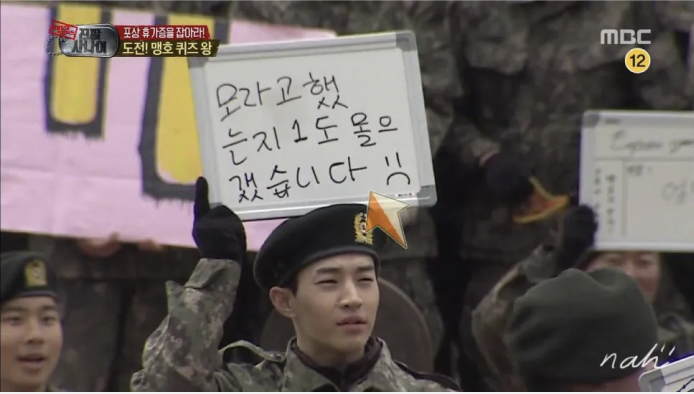 진짜
사나이
포상 휴가증을 잡아라!
도전! 맹호 퀴즈 왕
MBC
12
모라고했
는지 1도 몰으
겠습니다 :(
nah!